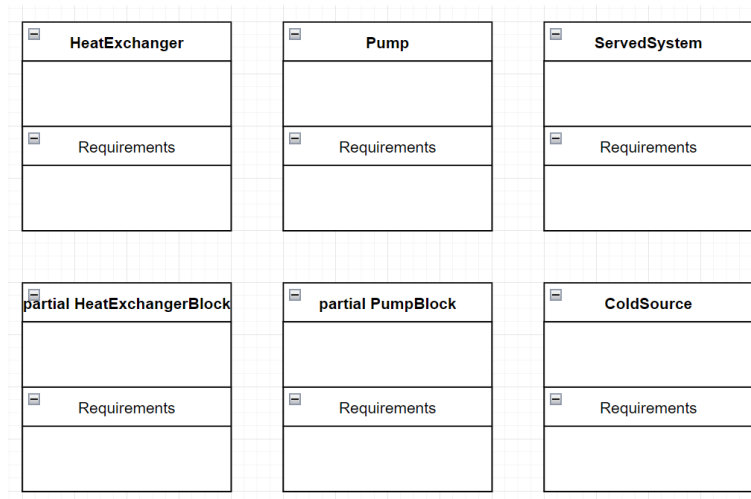 HeatExchanger
Pump
ServedSystem
Requirements
Requirements
Requirements
partial HeatExchangerBlock
partial PumpBlock
ColdSource
Requirements
Requirements
Requirements